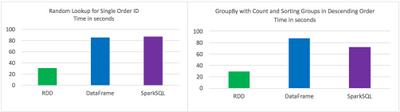 Random Lookup for Single Order ID
Time in seconds
100
80
60
40
20
0
RDD
DataFrame
SparkSQL
GroupBy with Count and Sorting Groups in Descending Order
Time in seconds
100
80
60
40
20
0
RDD
DataFrame
SparkSQL